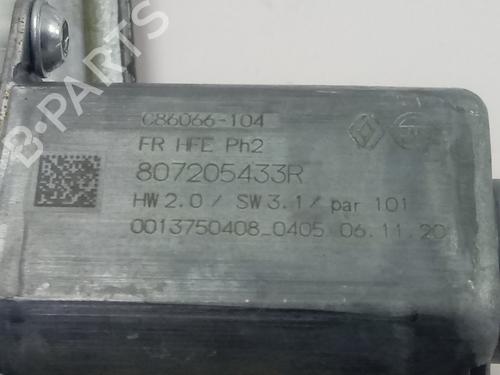 C86066-104
FR HFE Ph2
807205433R
HW 2.0 / SW 3.1 / par 101
0013750408_0405 06.11.20
B-PARTS